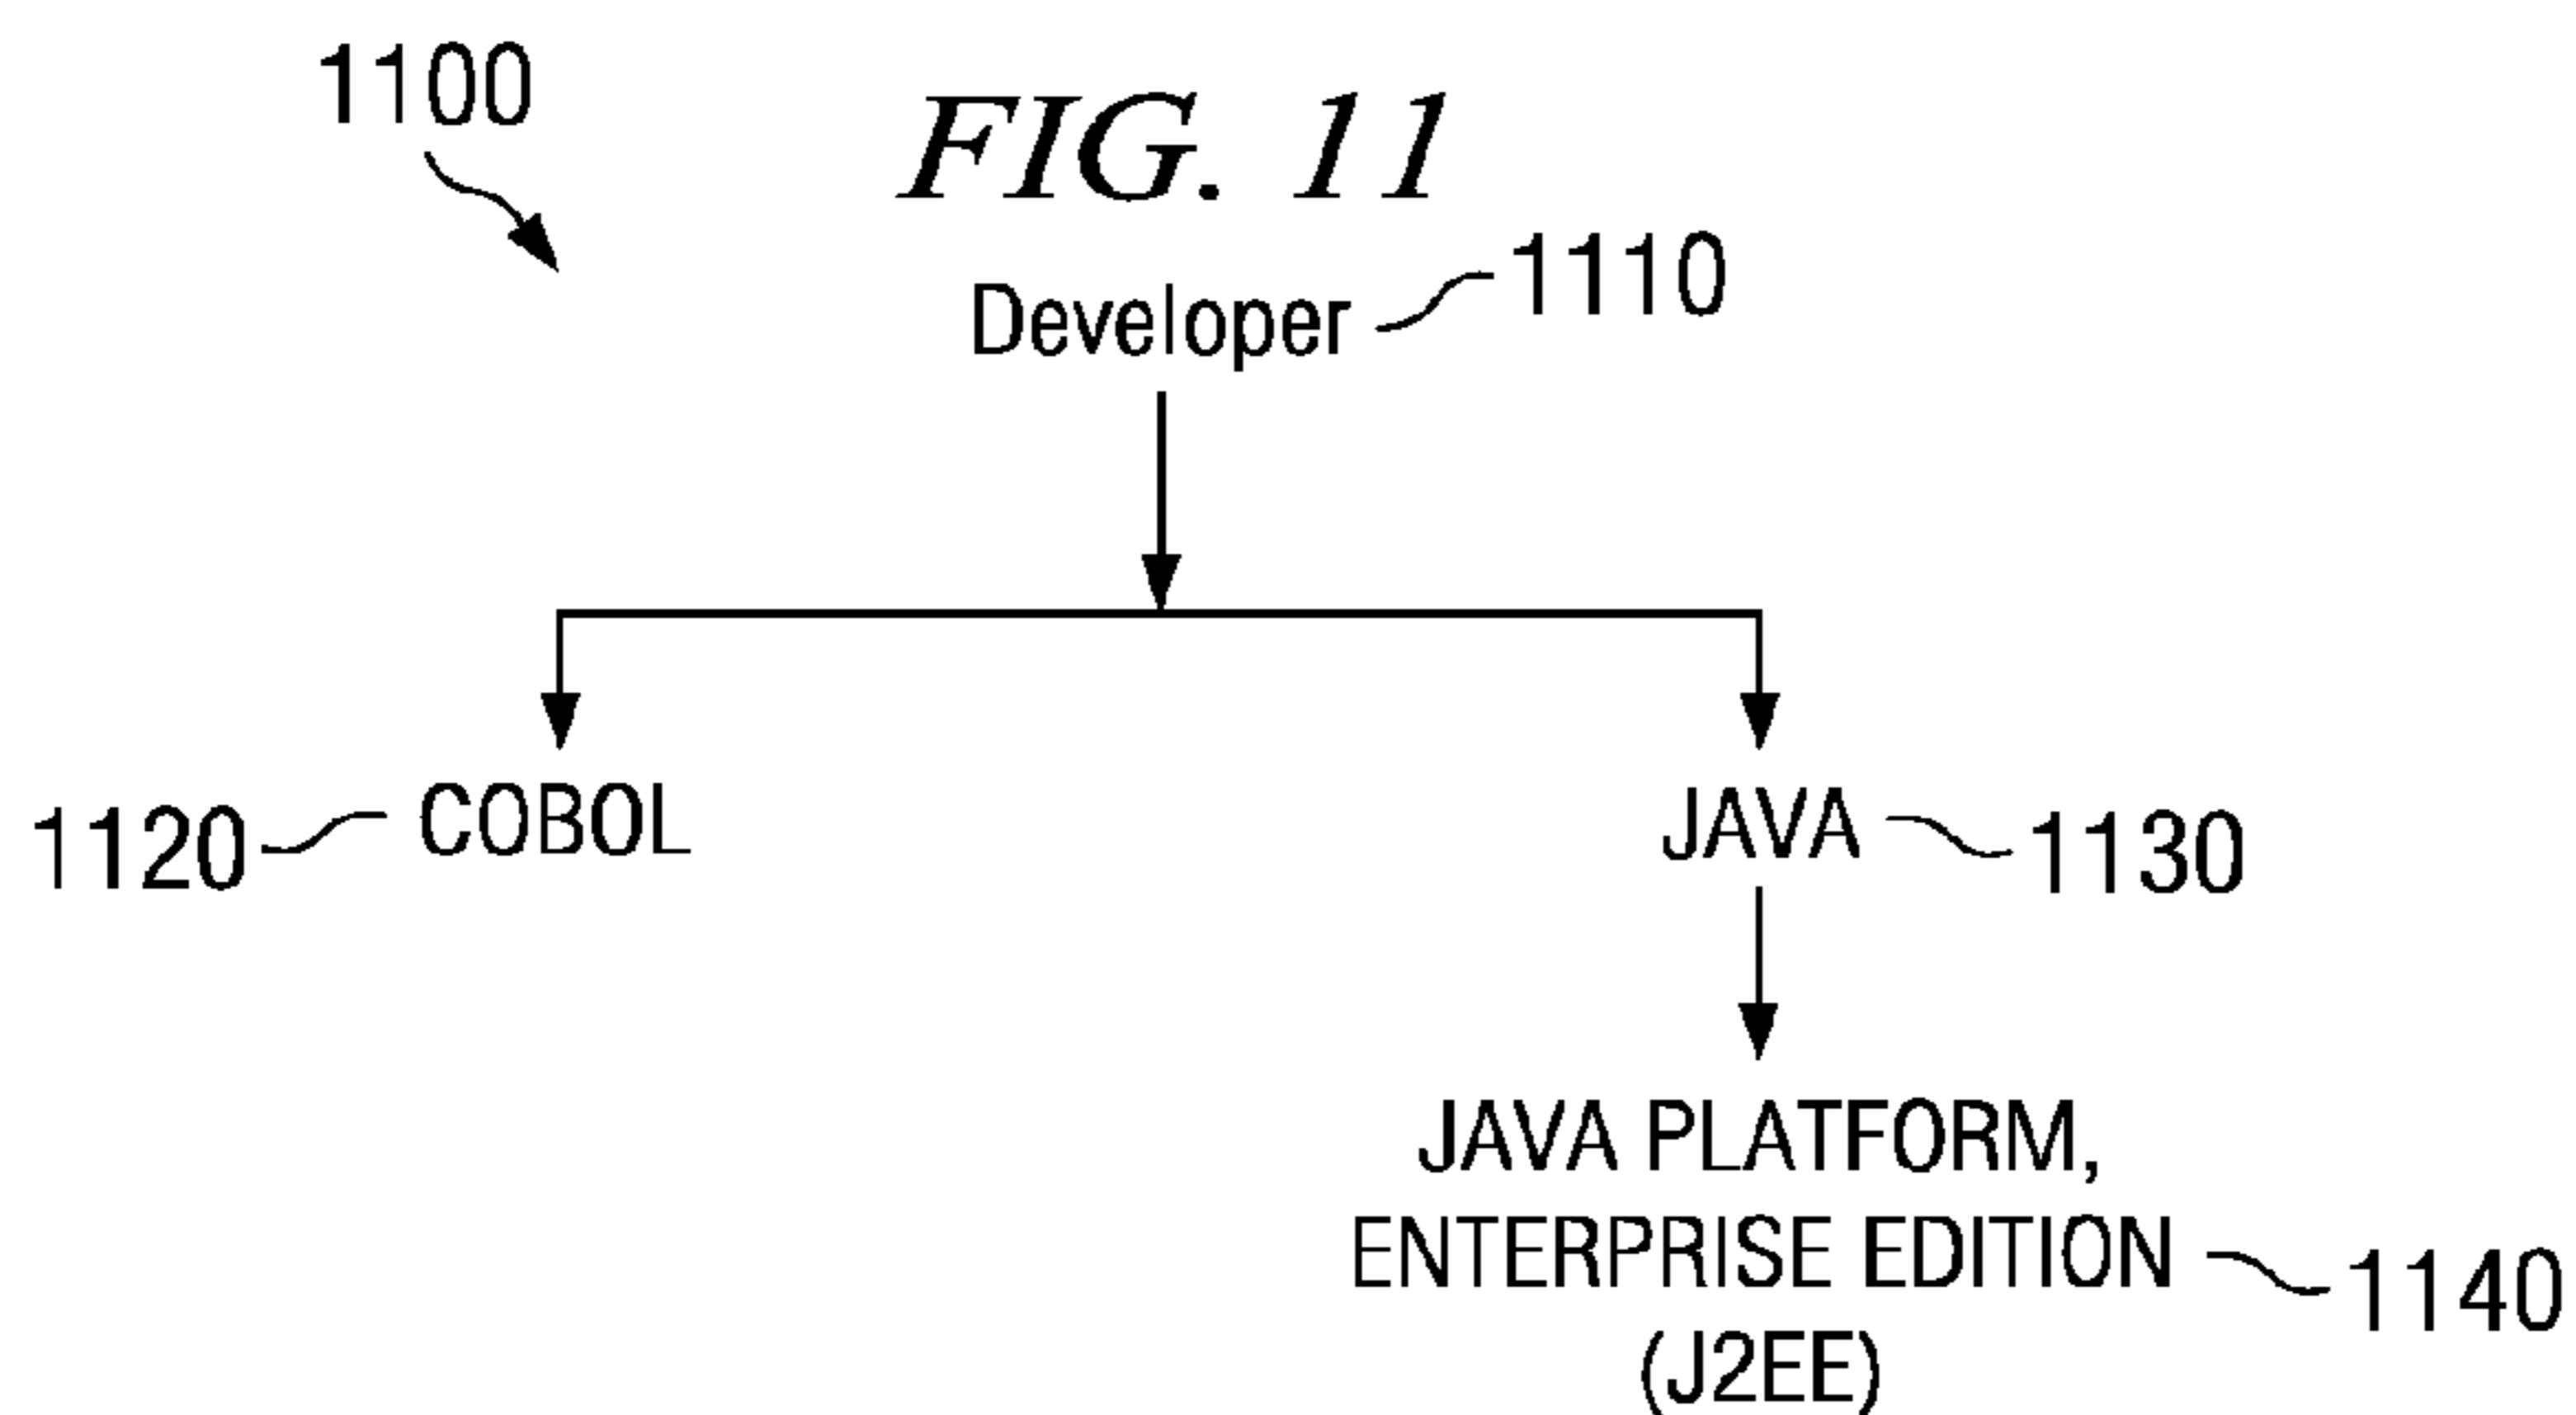 1100
FIG. 11
Developer 1110
1120 COBOL
JAVA 1130
JAVA PLATFORM,
ENTERPRISE EDITION 1140
(J2EE)